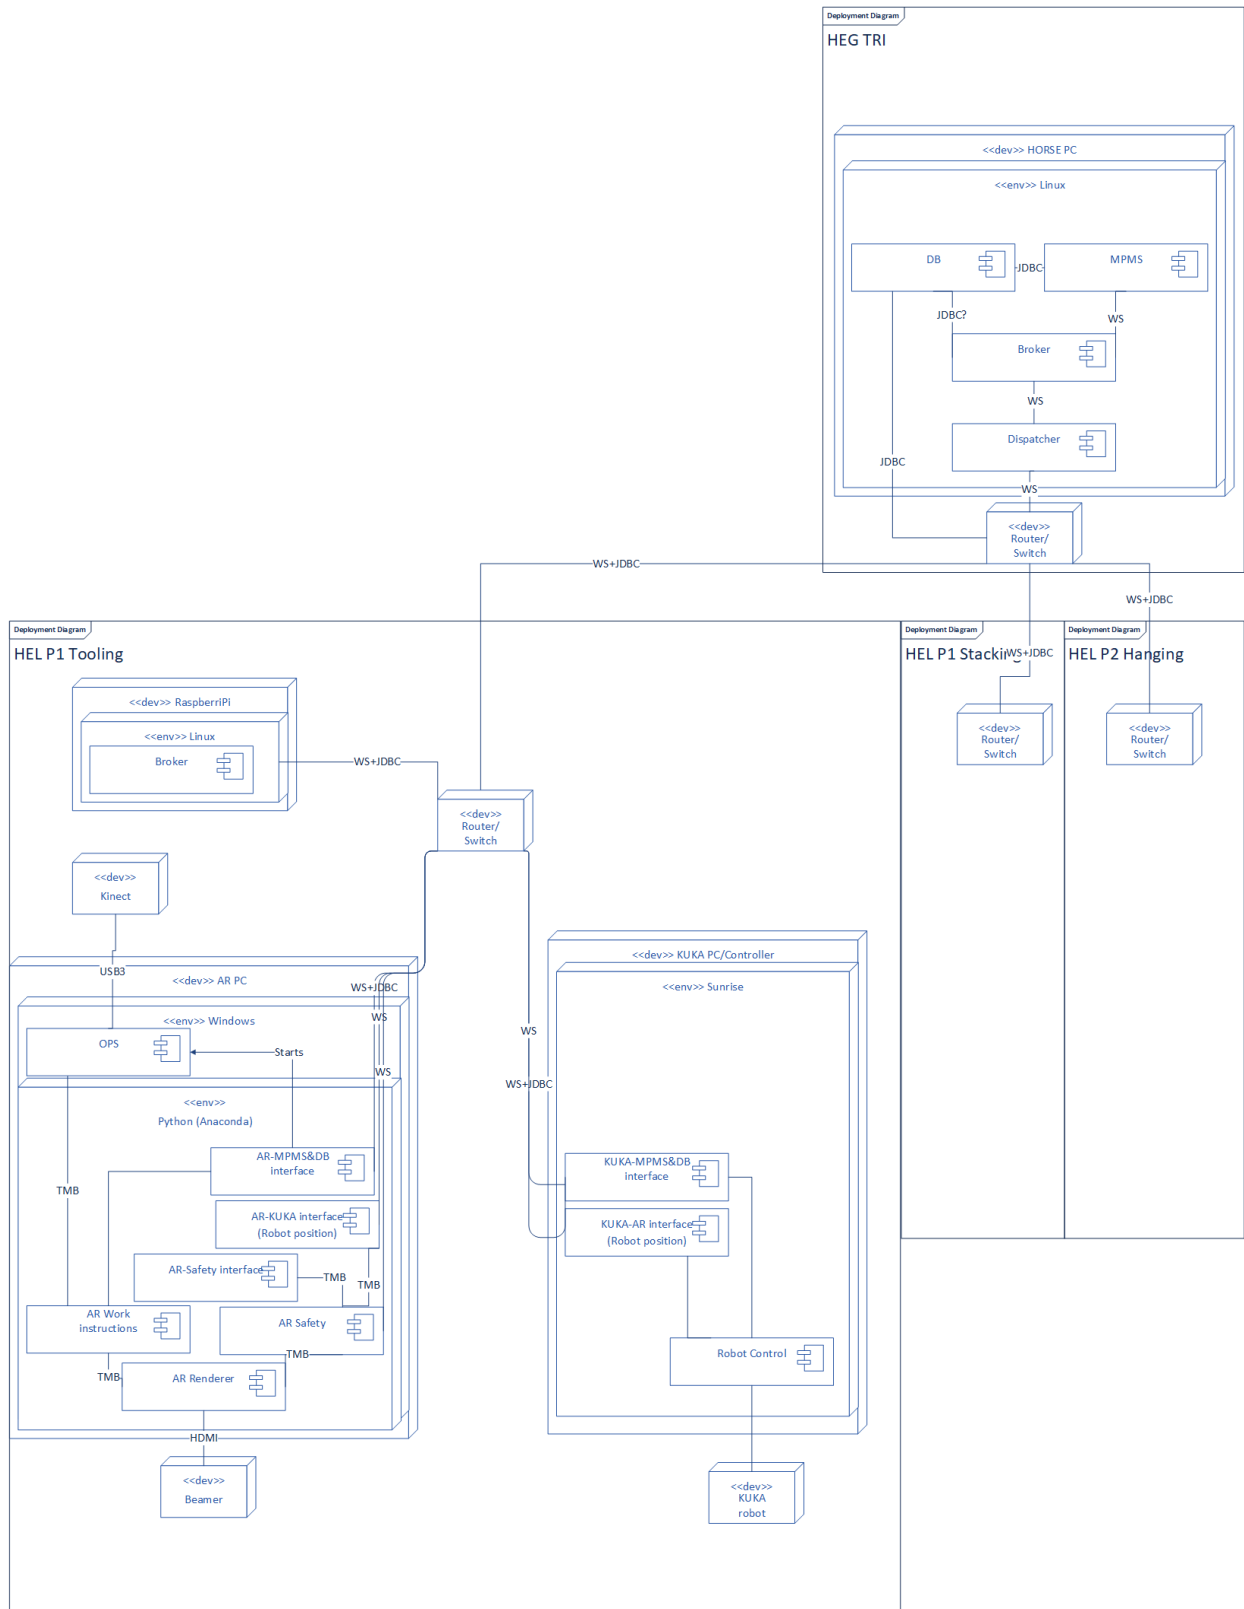 Deployment Diagram
HEG TRI
<<dev>> HORSE PC
<<env>> Linux
DB
JDBC
MPMS
JDBC?
WS
Broker
WS
Dispatcher
JDBC
WS
<<dev>>
Router/
Switch
WS+JDBC
WS+JDBC
Deployment Diagram
HEL P1 Tooling
Deployment Diagram
HEL P1 Stacking
WS+JDBC
Deployment Diagram
HEL P2 Hanging
<<dev>> RaspberriPi
<<env>> Linux
Broker
WS+JDBC
<<dev>>
Router/
Switch
<<dev>>
Router/
Switch
<<dev>>
Router/
Switch
<<dev>>
Kinect
USB3
<<dev>> AR PC
WS+JDBC
<<env>> Windows
WS
OPS
Starts
WS
<<env>>
Python (Anaconda)
AR-MPMS&DB
interface
TMB
AR-KUKA interface
(Robot position)
AR-Safety interface
TMB
TMB
AR Work
instructions
AR Safety
TMB
TMB
AR Renderer
HDMI
<<dev>>
Beamer
<<dev>> KUKA PC/Controller
<<env>> Sunrise
WS
WS+JDBC
KUKA-MPMS&DB
interface
KUKA-AR interface
(Robot position)
Robot Control
<<dev>>
KUKA
robot